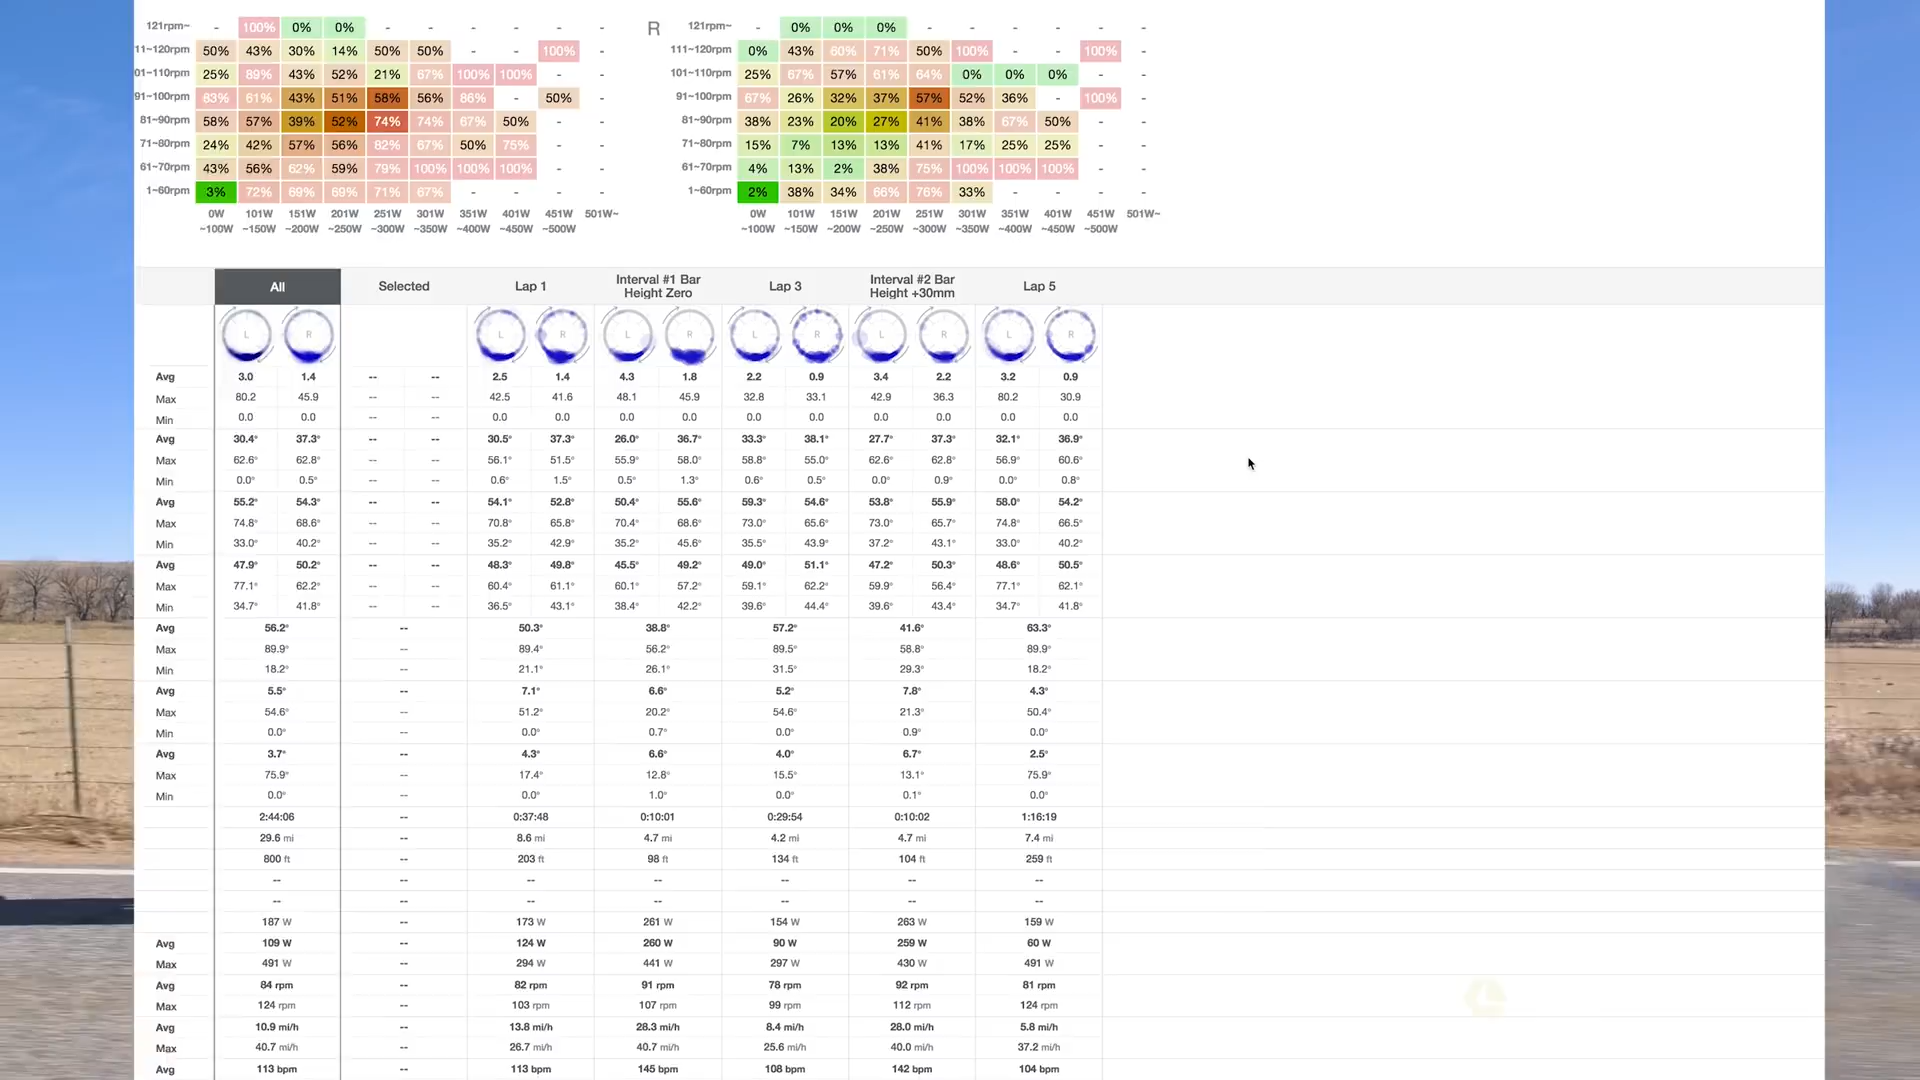 121rpm~ - 100% 0% 0% - - - - - -
11~120rpm 50% 43% 30% 14% 50% 50% - - 100% -
01~110rpm 25% 89% 43% 52% 21% 67% 100% 100% - -
91~100rpm 63% 61% 43% 51% 58% 56% 86% - 50% -
81~90rpm 58% 57% 39% 52% 74% 74% 67% 50% - -
71~80rpm 24% 42% 57% 56% 82% 67% 50% 75% - -
61~70rpm 43% 56% 62% 59% 79% 100% 100% 100% - -
1~60rpm 3% 72% 69% 69% 71% 67% - - - -
0W 101W 151W 201W 251W 301W 351W 401W 451W 501W~
~100W ~150W ~200W ~250W ~300W ~350W ~400W ~450W ~500W
R
121rpm~ - 0% 0% 0% - - - - - -
111~120rpm 0% 43% 60% 71% 50% 100% - - 100% -
101~110rpm 25% 67% 57% 61% 64% 0% 0% 0% - -
91~100rpm 67% 26% 32% 37% 57% 52% 36% - 100% -
81~90rpm 38% 23% 20% 27% 41% 38% 67% 50% - -
71~80rpm 15% 7% 13% 13% 41% 17% 25% 25% - -
61~70rpm 4% 13% 2% 38% 75% 100% 100% 100% - -
1~60rpm 2% 38% 34% 66% 76% 33% - - - -
0W 101W 151W 201W 251W 301W 351W 401W 451W 501W~
~100W ~150W ~200W ~250W ~300W ~350W ~400W ~450W ~500W
All Selected Lap 1 Interval #1 Bar Height Zero Lap 3 Interval #2 Bar Height +30mm Lap 5
L R L R L R L R L R L R
Avg 3.0 1.4 -- -- 2.5 1.4 4.3 1.8 2.2 0.9 3.4 2.2 3.2 0.9
Max 80.2 45.9 -- -- 42.5 41.6 48.1 45.9 32.8 33.1 42.9 36.3 80.2 30.9
Min 0.0 0.0 -- -- 0.0 0.0 0.0 0.0 0.0 0.0 0.0 0.0 0.0 0.0
Avg 30.4° 37.3° -- -- 30.5° 37.3° 26.0° 36.7° 33.3° 38.1° 27.7° 37.3° 32.1° 36.9°
Max 62.6° 62.8° -- -- 56.1° 51.5° 55.9° 58.0° 58.8° 55.0° 62.6° 62.8° 56.9° 60.6°
Min 0.0° 0.5° -- -- 0.6° 1.5° 0.5° 1.3° 0.6° 0.5° 0.0° 0.9° 0.0° 0.8°
Avg 55.2° 54.3° -- -- 54.1° 52.8° 50.4° 55.6° 59.3° 54.6° 53.8° 55.9° 58.0° 54.2°
Max 74.8° 68.6° -- -- 70.8° 65.8° 70.4° 68.6° 73.0° 65.6° 73.0° 65.7° 74.8° 66.5°
Min 33.0° 40.2° -- -- 35.2° 42.9° 35.2° 45.6° 35.5° 43.9° 37.2° 43.1° 33.0° 40.2°
Avg 47.9° 50.2° -- -- 48.3° 49.8° 45.5° 49.2° 49.0° 51.1° 47.2° 50.3° 48.6° 50.5°
Max 77.1° 62.2° -- -- 60.4° 61.1° 60.1° 57.2° 59.1° 62.2° 59.9° 56.4° 77.1° 62.1°
Min 34.7° 41.8° -- -- 36.5° 43.1° 38.4° 42.2° 39.6° 44.4° 39.6° 43.4° 34.7° 41.8°
Avg 56.2° -- 50.3° 38.8° 57.2° 41.6° 63.3°
Max 89.9° -- 89.4° 56.2° 89.5° 58.8° 89.9°
Min 18.2° -- 21.1° 26.1° 31.5° 29.3° 18.2°
Avg 5.5° -- 7.1° 6.6° 5.2° 7.8° 4.3°
Max 54.6° -- 51.2° 20.2° 54.6° 21.3° 50.4°
Min 0.0° -- 0.0° 0.7° 0.0° 0.9° 0.0°
Avg 3.7° -- 4.3° 6.6° 4.0° 6.7° 2.5°
Max 75.9° -- 17.4° 12.8° 15.5° 13.1° 75.9°
Min 0.0° -- 0.0° 1.0° 0.0° 0.1° 0.0°
2:44:06 -- 0:37:48 0:10:01 0:29:54 0:10:02 1:16:19
29.6 mi -- 8.6 mi 4.7 mi 4.2 mi 4.7 mi 7.4 mi
800 ft -- 203 ft 98 ft 134 ft 104 ft 259 ft
-- -- -- -- -- -- --
-- -- -- -- -- -- --
187 W -- 173 W 261 W 154 W 263 W 159 W
Avg 109 W -- 124 W 260 W 90 W 259 W 60 W
Max 491 W -- 294 W 441 W 297 W 430 W 491 W
Avg 84 rpm -- 82 rpm 91 rpm 78 rpm 92 rpm 81 rpm
Max 124 rpm -- 103 rpm 107 rpm 99 rpm 112 rpm 124 rpm
Avg 10.9 mi/h -- 13.8 mi/h 28.3 mi/h 8.4 mi/h 28.0 mi/h 5.8 mi/h
Max 40.7 mi/h -- 26.7 mi/h 40.7 mi/h 25.6 mi/h 40.0 mi/h 37.2 mi/h
Avg 113 bpm -- 113 bpm 145 bpm 108 bpm 142 bpm 104 bpm